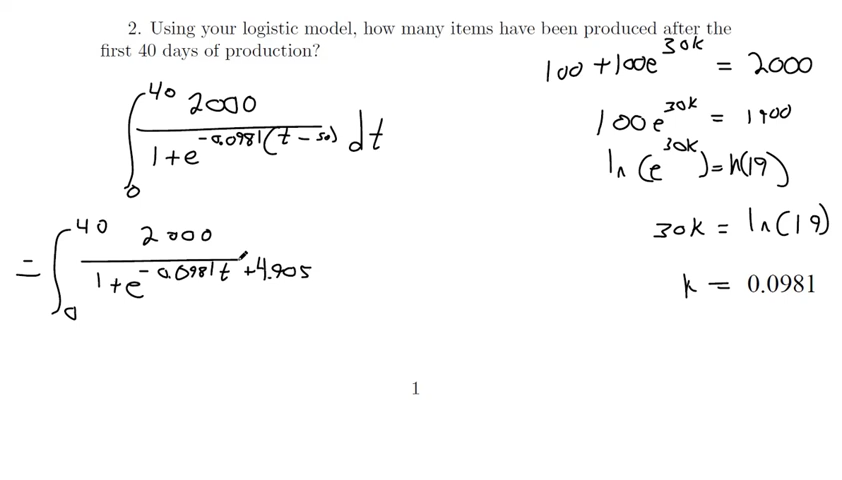 2. Using your logistic model, how many items have been produced after the
first 40 days of production?
100 + 100e^{30k} = 2000
∫_0^{40} 2000 / (1 + e^{-0.0981(t - 50)}) dt
100e^{30k} = 1900
ln(e^{30k}) = ln(19)
30k = ln(19)
= ∫_0^{40} 2000 / (1 + e^{-0.0981t + 4.905})
k = 0.0981
1